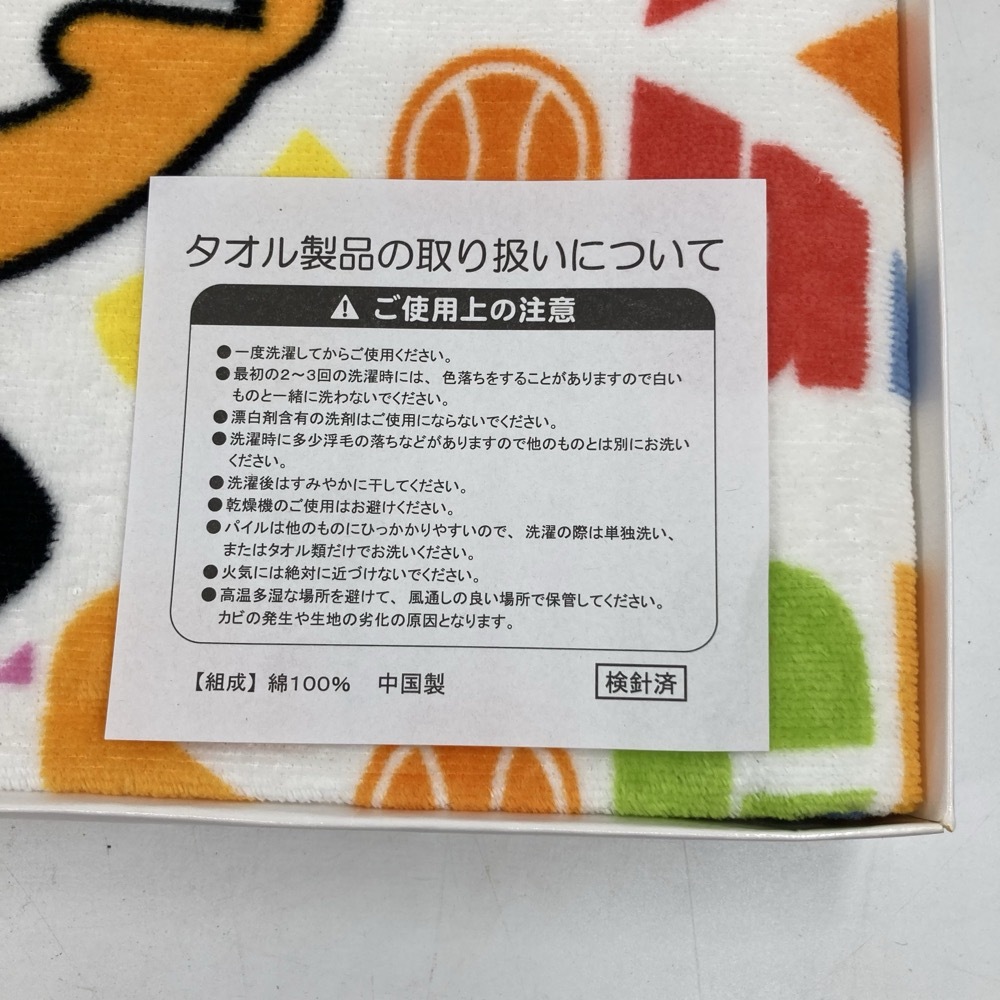 タオル製品の取り扱いについて
⚠ ご使用上の注意
●一度洗濯してからご使用ください。
●最初の2～3回の洗濯時には、色落ちをすることがありますので白い
ものと一緒に洗わないでください。
●漂白剤含有の洗剤はご使用にならないでください。
●洗濯時に多少浮毛の落ちなどがありますので他のものとは別にお洗い
ください。
●洗濯後はすみやかに干してください。
●乾燥機のご使用はお避けください。
●パイルは他のものにひっかかりやすいので、洗濯の際は単独洗い、
またはタオル類だけでお洗いください。
●火気には絶対に近づけないでください。
●高温多湿な場所を避けて、風通しの良い場所で保管してください。
カビの発生や生地の劣化の原因となります。
【組成】綿100% 中国製 検針済